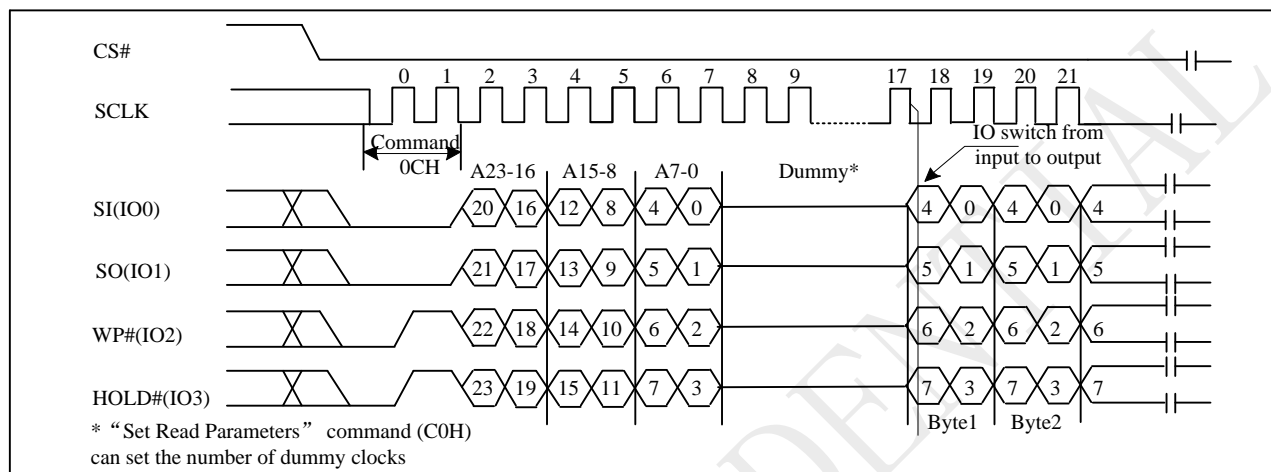 CS#
0 1 2 3 4 5 6 7 8 9 17 18 19 20 21
SCLK
Command
0CH
IO switch from
input to output
A23-16 A15-8 A7-0 Dummy*
SI(IO0) 20 16 12 8 4 0 4 0 4 0 4
SO(IO1) 21 17 13 9 5 1 5 1 5 1 5
WP#(IO2) 22 18 14 10 6 2 6 2 6 2 6
HOLD#(IO3) 23 19 15 11 7 3 7 3 7 3 7
Byte1 Byte2
* “Set Read Parameters” command (C0H)
can set the number of dummy clocks
DENTIAL